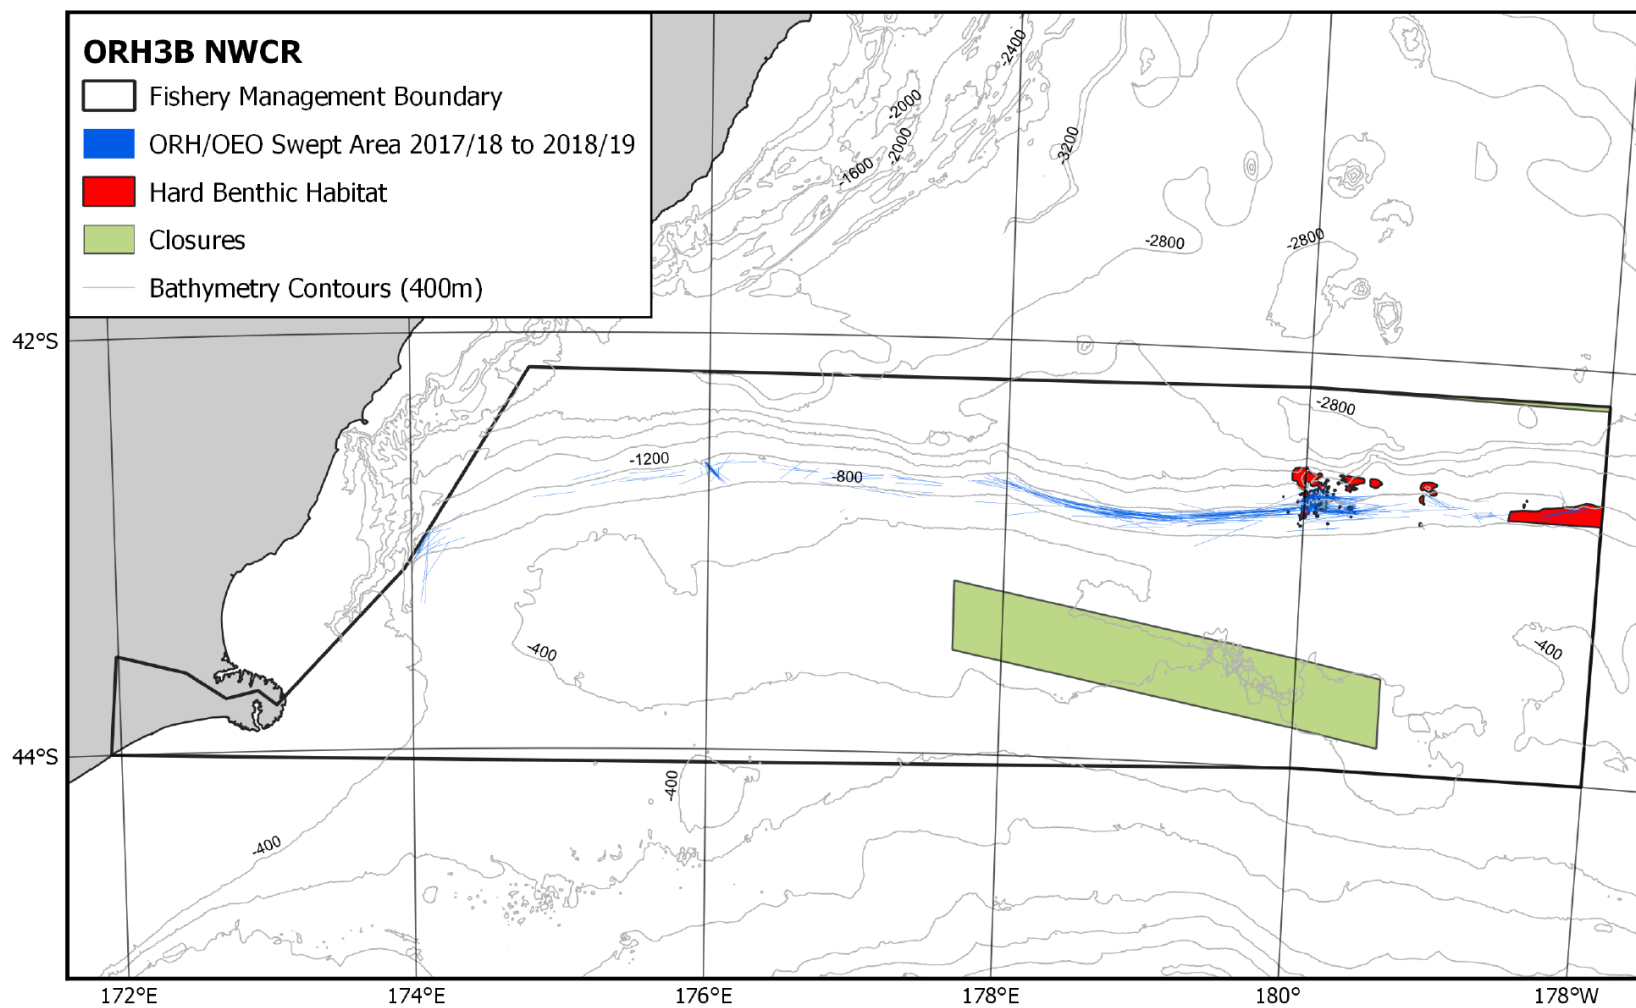 ORH3B NWCR
Fishery Management Boundary
ORH/OEO Swept Area 2017/18 to 2018/19
Hard Benthic Habitat
Closures
Bathymetry Contours (400m)
-2400
-2000
-2000
-1600
-3200
-2800
-2800
42°S
-2800
-1200
-800
-400
-400
44°S
-400
-400
172°E
174°E
176°E
178°E
180°
178°W